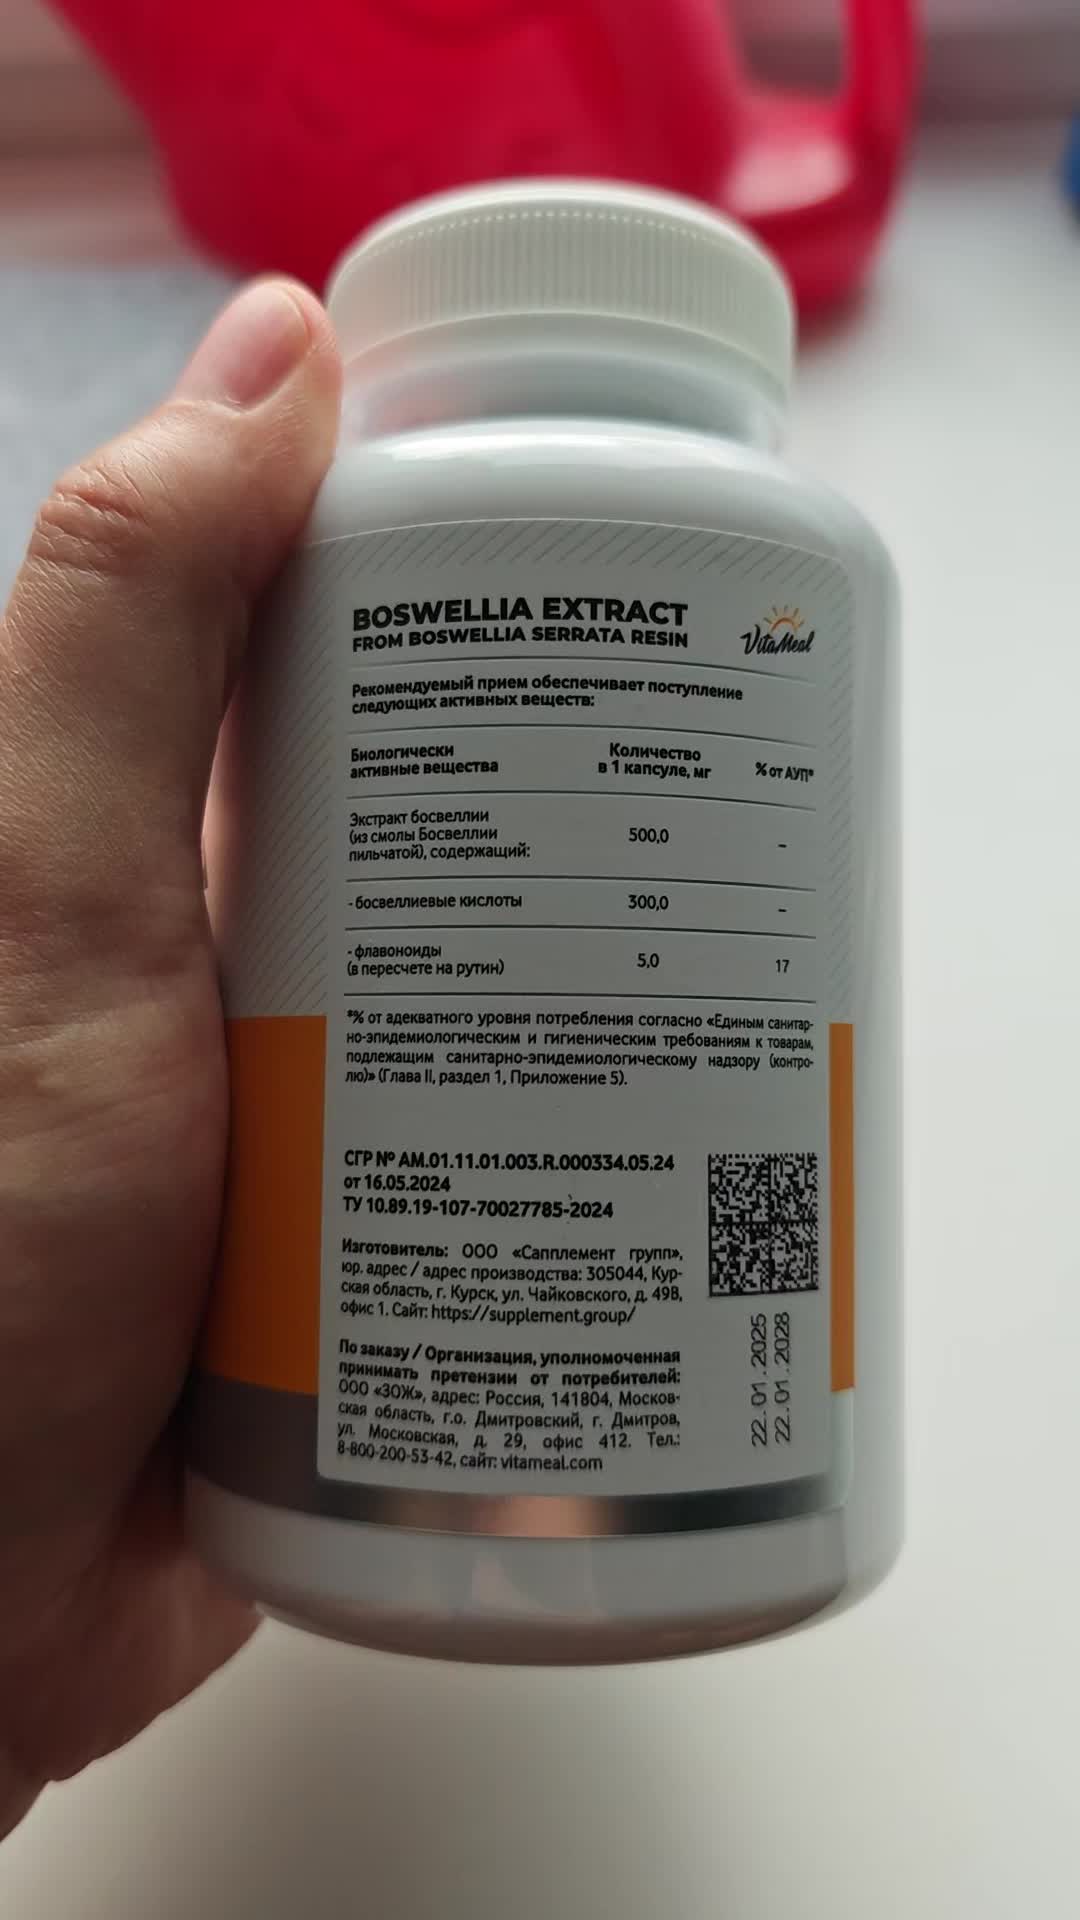 BOSWELLIA EXTRACT
FROM BOSWELLIA SERRATA RESIN
VitaMeal
Рекомендуемый прием обеспечивает поступление
следующих активных веществ:
Биологически
активные вещества
Количество
в 1 капсуле, мг
% от АУП*
Экстракт босвеллии
(из смолы Босвеллии
пильчатой), содержащий:
500,0
–
- босвеллиевые кислоты
300,0
–
- флавоноиды
(в пересчете на рутин)
5,0
17
*% от адекватного уровня потребления согласно «Единым санитар-
но-эпидемиологическим и гигиеническим требованиям к товарам,
подлежащим санитарно-эпидемиологическому надзору (контро-
лю)» (Глава II, раздел 1, Приложение 5).
СГР № AM.01.11.01.003.R.000334.05.24
от 16.05.2024
ТУ 10.89.19-107-70027785-2024
Изготовитель: ООО «Сапплемент групп»,
юр. адрес / адрес производства: 305044, Кур-
ская область, г. Курск, ул. Чайковского, д. 49В,
офис 1. Сайт: https://supplement.group/
По заказу / Организация, уполномоченная
принимать претензии от потребителей:
ООО «ЗОЖ», адрес: Россия, 141804, Москов-
ская область, г.о. Дмитровский, г. Дмитров,
ул. Московская, д. 29, офис 412. Тел.:
8-800-200-53-42, сайт: vitameal.com
22.01.2025
22.01.2028